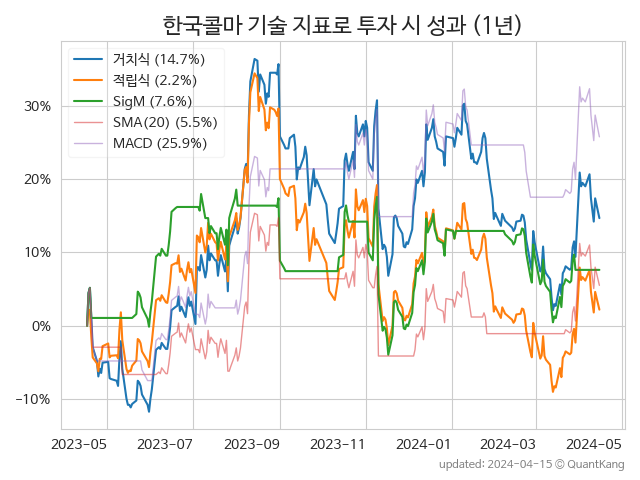 한국콜마 기술 지표로 투자 시 성과 (1년)
거치식 (14.7%)
적립식 (2.2%)
SigM (7.6%)
SMA(20) (5.5%)
MACD (25.9%)
30%
20%
10%
0%
−10%
2023-05 2023-07 2023-09 2023-11 2024-01 2024-03 2024-05
updated: 2024-04-15 © QuantKang